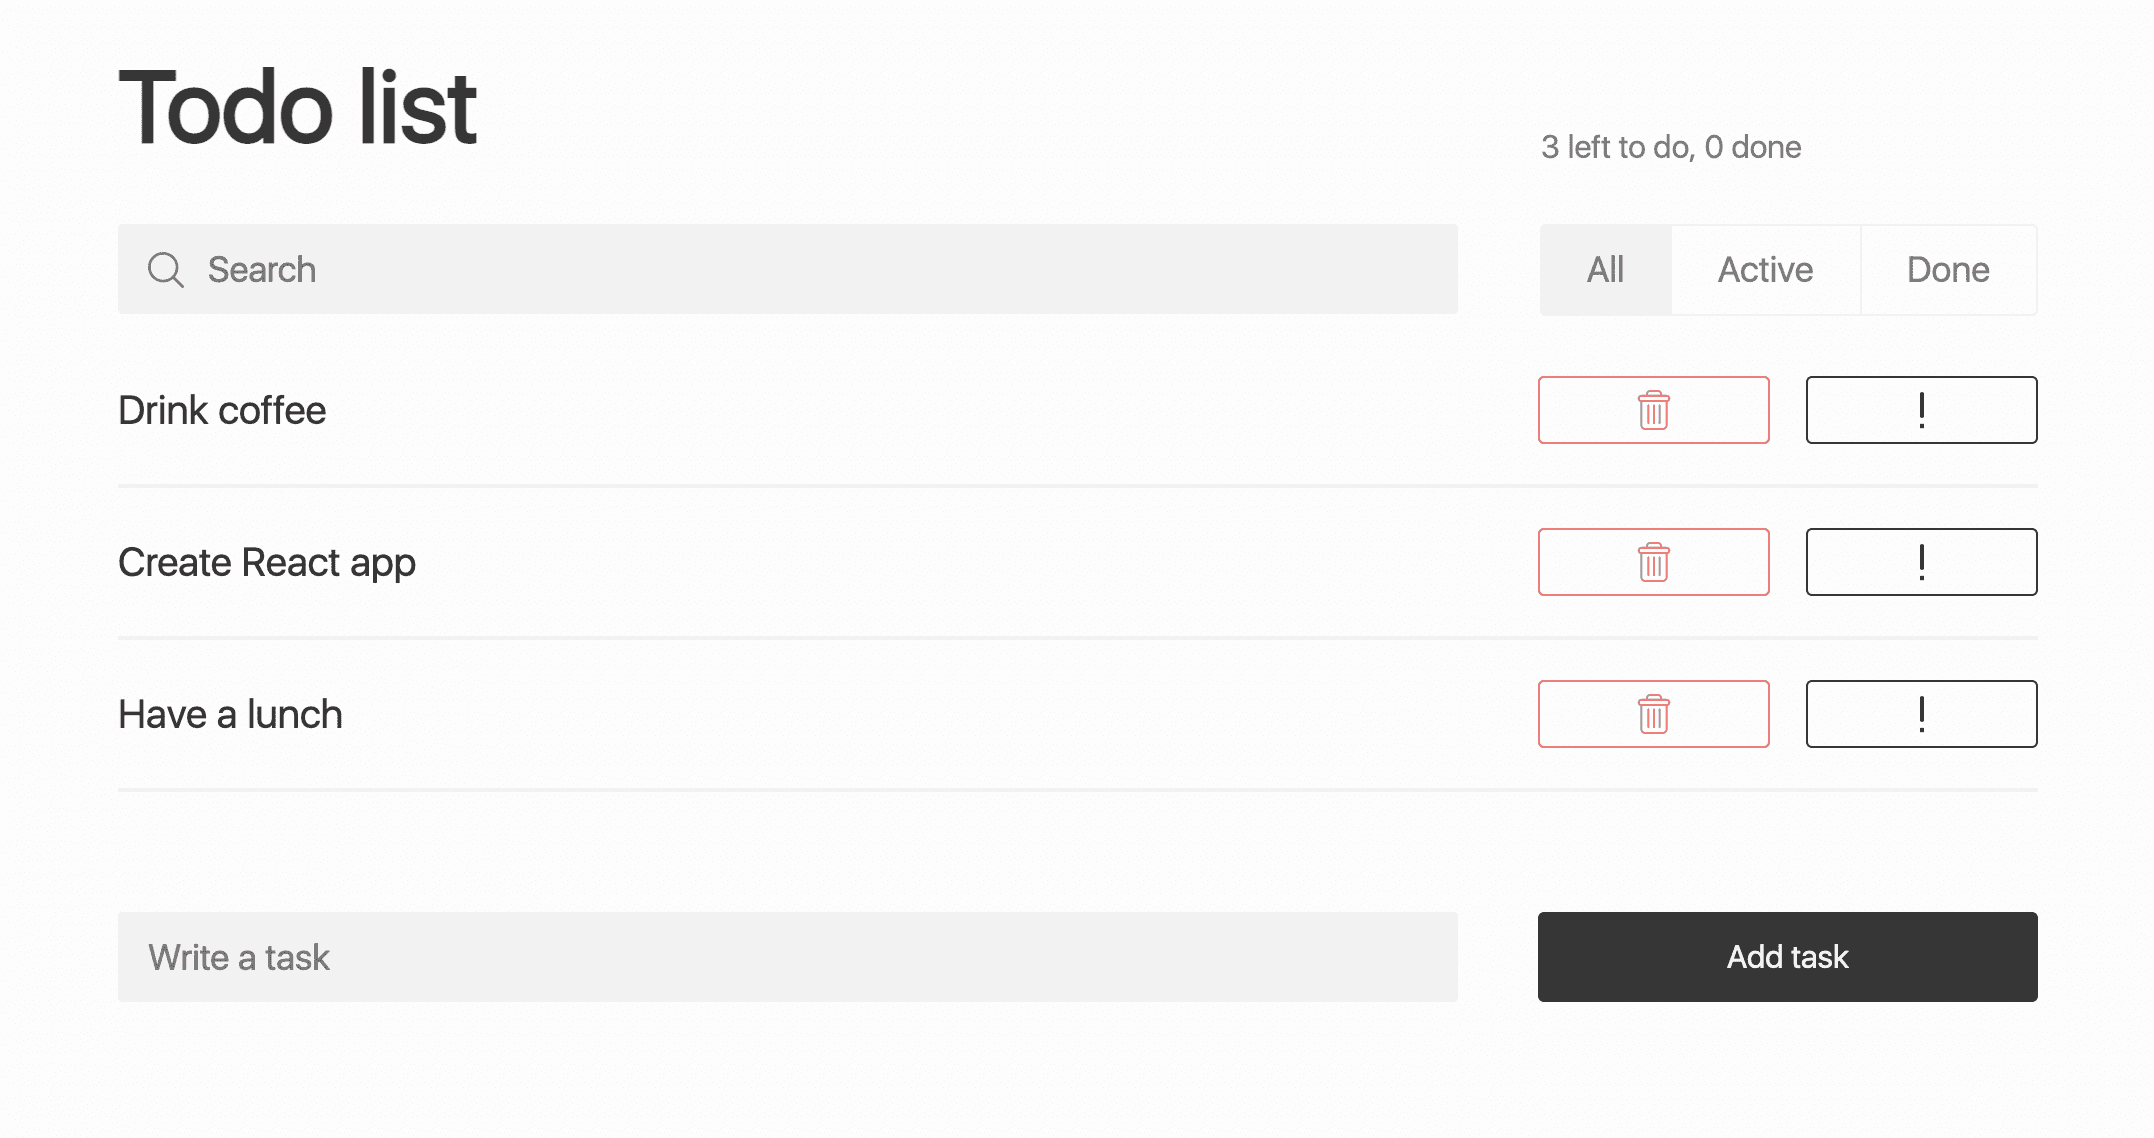 Todo list
3 left to do, 0 done
Search
All
Active
Done
Drink coffee
!
Create React app
!
Have a lunch
!
Write a task
Add task